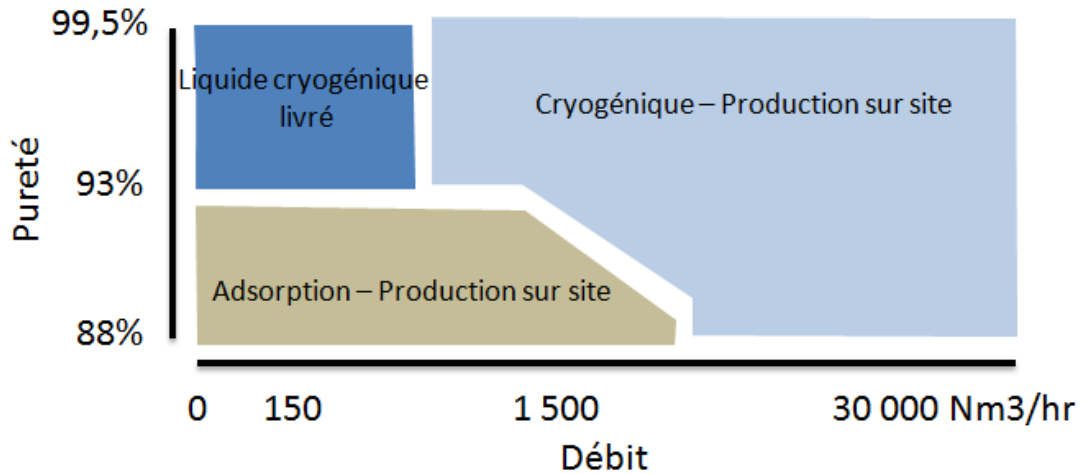 99,5%
Liquide cryogénique
livré
Cryogénique – Production sur site
Pureté
93%
Adsorption – Production sur site
88%
0 150 1 500 30 000 Nm3/hr
Débit